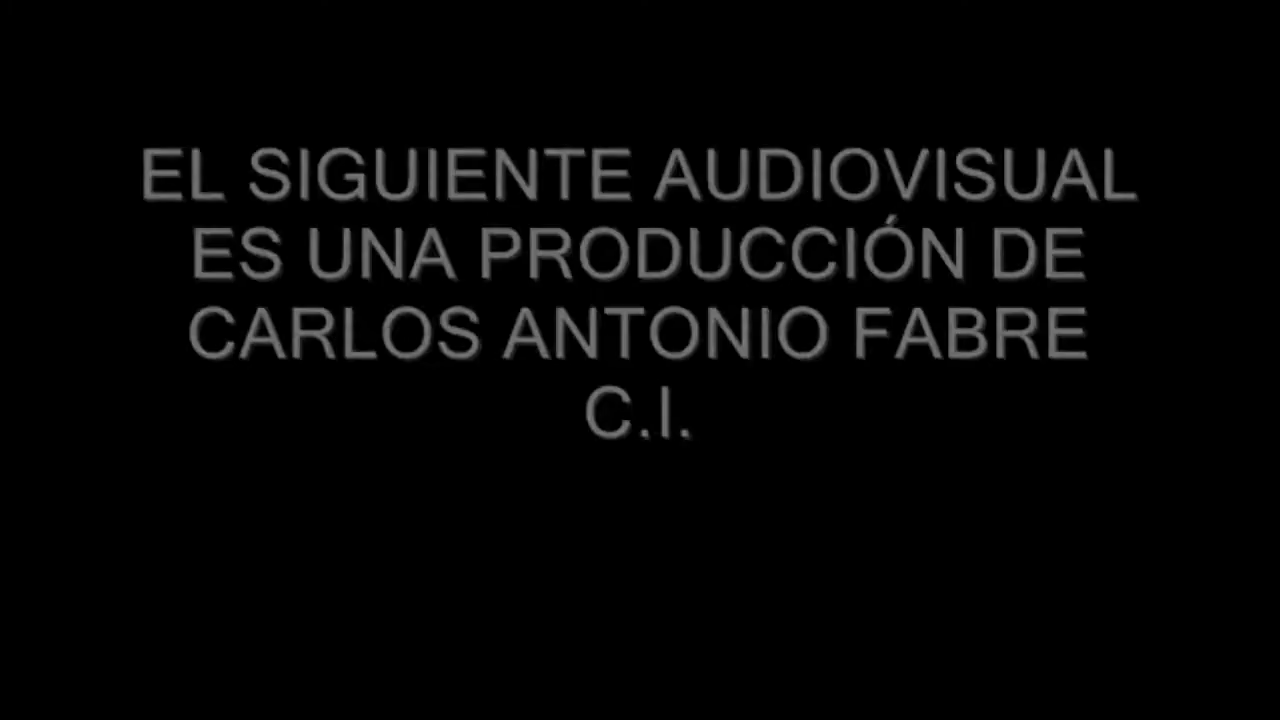 EL SIGUIENTE AUDIOVISUAL
ES UNA PRODUCCIÓN DE
CARLOS ANTONIO FABRE
C.I.